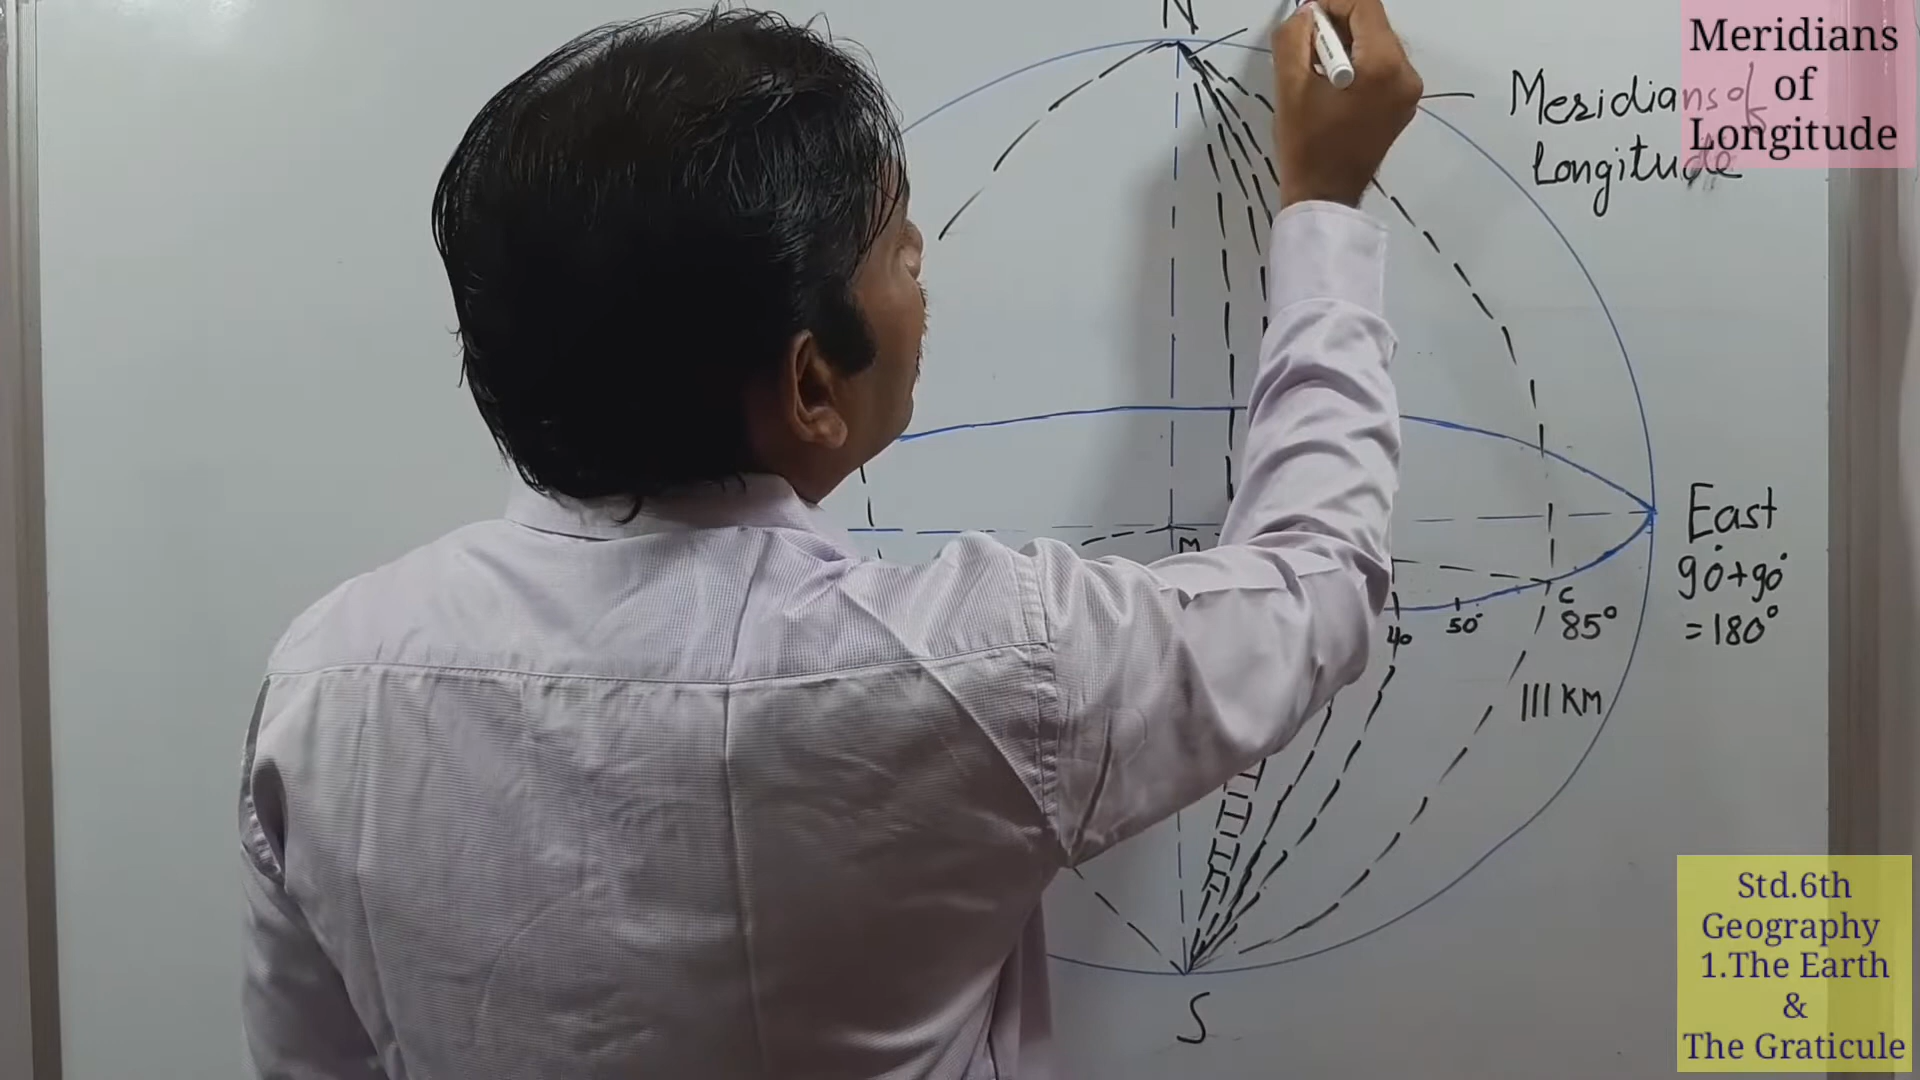 N
Meridians of
Longitude
Meridians
of
Longitude
M
East
90°+90°
=180°
C
85°
40
50°
111 KM
S
Std.6th
Geography
1.The Earth
&
The Graticule